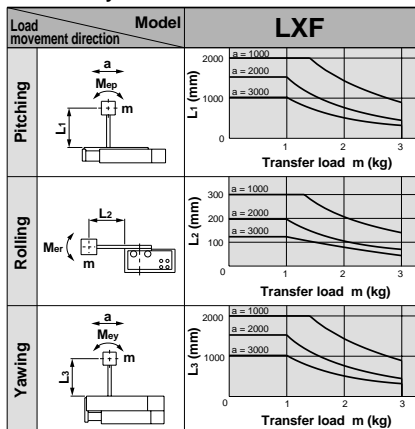 Model
Load
movement direction
LXF
Pitching
a
Mep
m
L1
L1 (mm)
2000
1000
0
a = 1000
a = 2000
a = 3000
1 2 3
Transfer load m (kg)
Rolling
L2
Mer
m
L2 (mm)
300
200
100
0
a = 1000
a = 2000
a = 3000
1 2 3
Transfer load m (kg)
Yawing
a
Mey
m
L3
L3 (mm)
2000
1000
0
a = 1000
a = 2000
a = 3000
1 2 3
Transfer load m (kg)